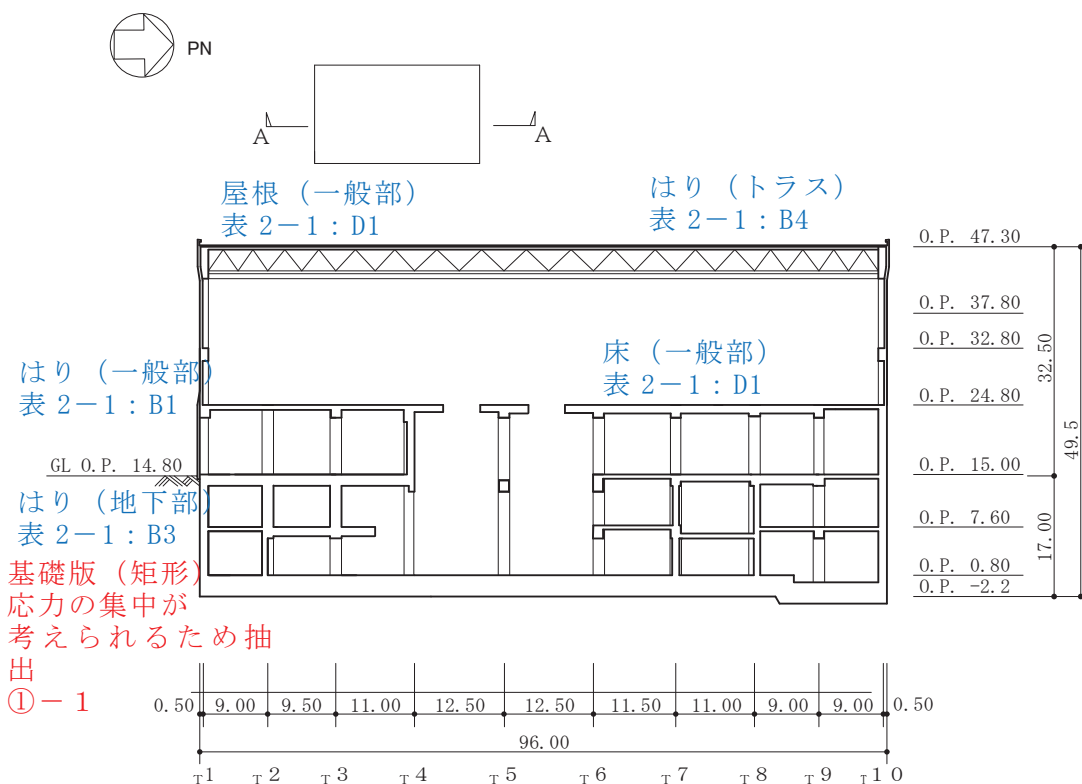 PN
A A
屋根（一般部）
表 2－1：D1
はり（トラス）
表 2－1：B4
O.P. 47.30
O.P. 37.80
O.P. 32.80
床（一般部）
表 2－1：D1
はり（一般部）
表 2－1：B1
O.P. 24.80
32.50
49.5
GL O.P. 14.80
O.P. 15.00
はり（地下部）
表 2－1：B3
O.P. 7.60
17.00
基礎版（矩形）
応力の集中が
考えられるため抽
出
①－1
O.P. 0.80
O.P. -2.2
0.50 9.00 9.50 11.00 12.50 12.50 11.50 11.00 9.00 9.00 0.50
96.00
T1 T2 T3 T4 T5 T6 T7 T8 T9 T10